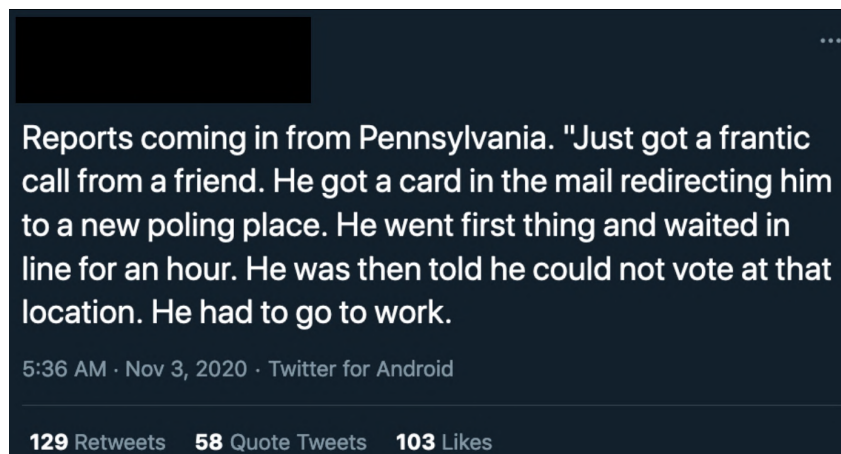 Reports coming in from Pennsylvania. "Just got a frantic
call from a friend. He got a card in the mail redirecting him
to a new poling place. He went first thing and waited in
line for an hour. He was then told he could not vote at that
location. He had to go to work.
5:36 AM · Nov 3, 2020 · Twitter for Android
129 Retweets 58 Quote Tweets 103 Likes